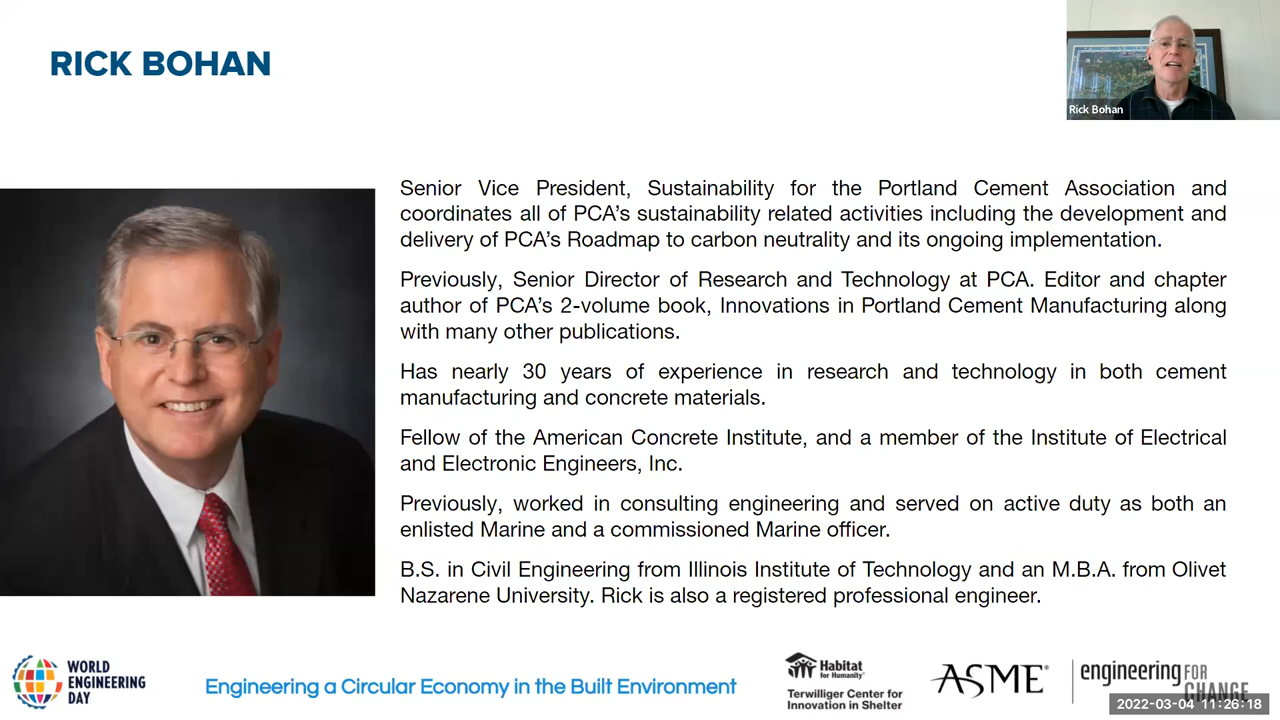 RICK BOHAN
Rick Bohan
Senior Vice President, Sustainability for the Portland Cement Association and
coordinates all of PCA's sustainability related activities including the development and
delivery of PCA's Roadmap to carbon neutrality and its ongoing implementation.
Previously, Senior Director of Research and Technology at PCA. Editor and chapter
author of PCA's 2-volume book, Innovations in Portland Cement Manufacturing along
with many other publications.
Has nearly 30 years of experience in research and technology in both cement
manufacturing and concrete materials.
Fellow of the American Concrete Institute, and a member of the Institute of Electrical
and Electronic Engineers, Inc.
Previously, worked in consulting engineering and served on active duty as both an
enlisted Marine and a commissioned Marine officer.
B.S. in Civil Engineering from Illinois Institute of Technology and an M.B.A. from Olivet
Nazarene University. Rick is also a registered professional engineer.
WORLD
ENGINEERING
DAY
Engineering a Circular Economy in the Built Environment
Habitat
for Humanity®
Terwilliger Center for
Innovation in Shelter
ASME®
engineering FOR
CHANGE
2022-03-04 11:26:18